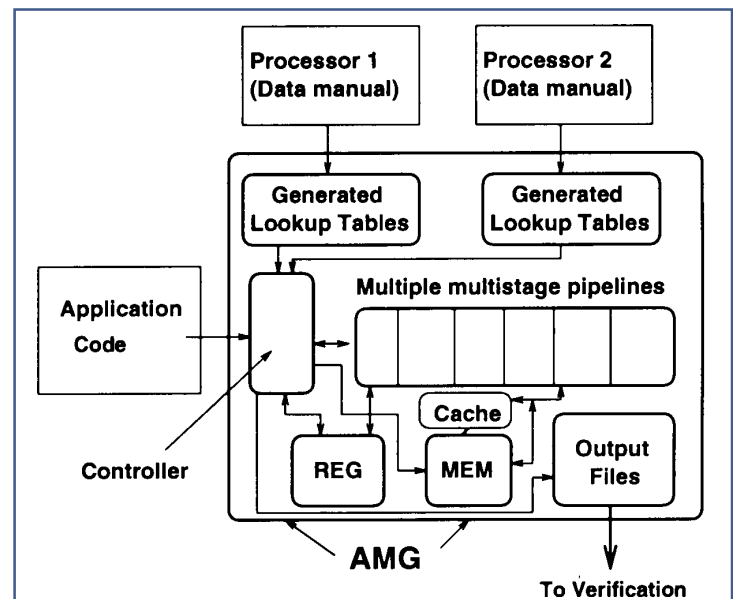 Processor 1
(Data manual)
Processor 2
(Data manual)
Generated
Lookup Tables
Generated
Lookup Tables
Multiple multistage pipelines
Application
Code
Cache
Controller
REG
MEM
Output
Files
AMG
To Verification